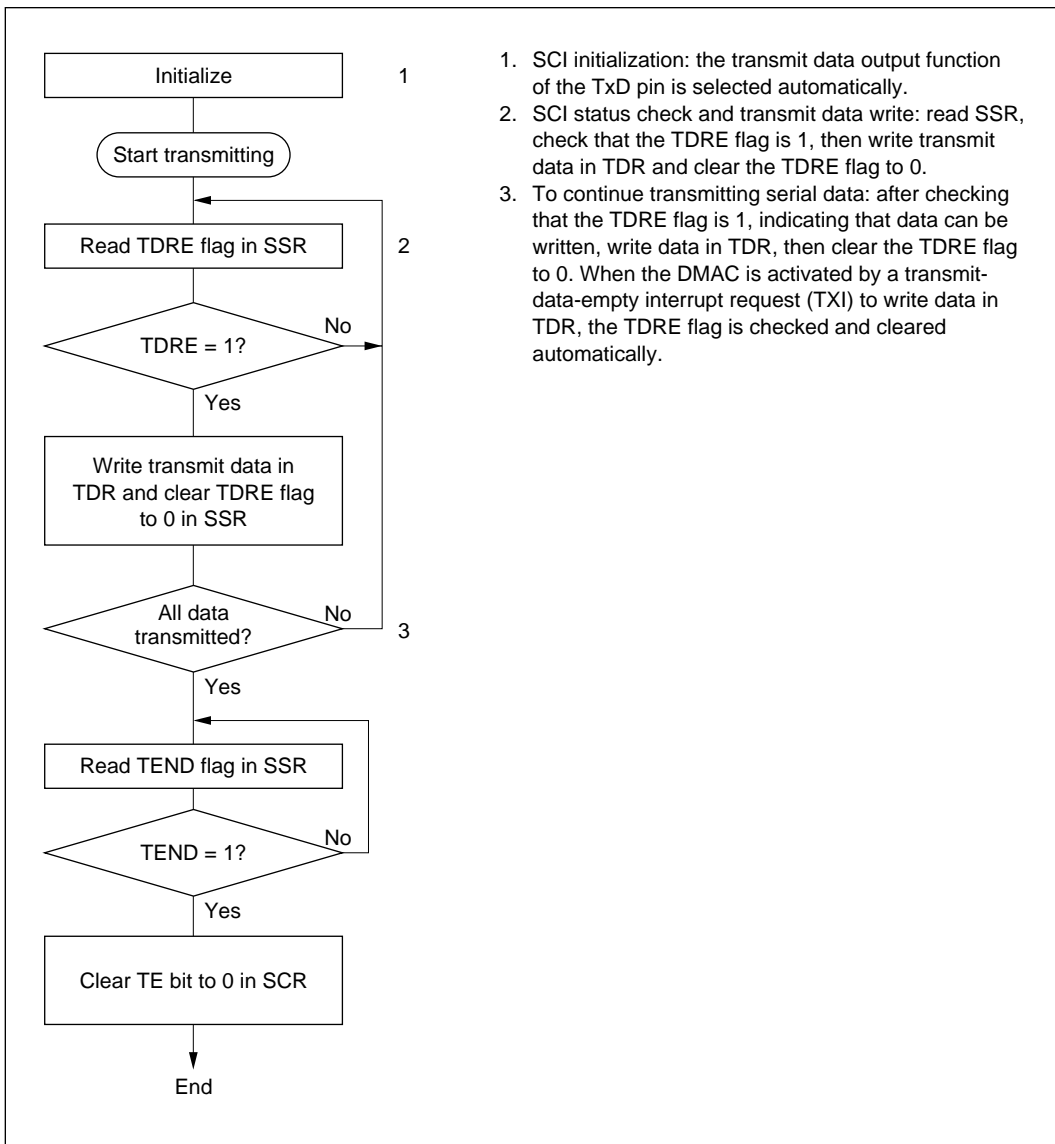 Initialize
1
Start transmitting
Read TDRE flag in SSR
2
TDRE = 1?
No
Yes
Write transmit data in
TDR and clear TDRE flag
to 0 in SSR
All data
transmitted?
No
3
Yes
Read TEND flag in SSR
TEND = 1?
No
Yes
Clear TE bit to 0 in SCR
End
1. SCI initialization: the transmit data output function
of the TxD pin is selected automatically.
2. SCI status check and transmit data write: read SSR,
check that the TDRE flag is 1, then write transmit
data in TDR and clear the TDRE flag to 0.
3. To continue transmitting serial data: after checking
that the TDRE flag is 1, indicating that data can be
written, write data in TDR, then clear the TDRE flag
to 0. When the DMAC is activated by a transmit-
data-empty interrupt request (TXI) to write data in
TDR, the TDRE flag is checked and cleared
automatically.